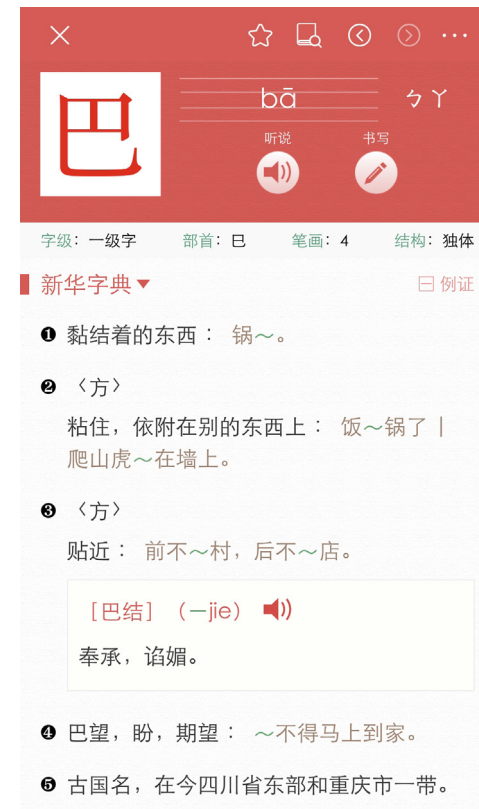 bā
ㄅㄚ
听说
书写
巴
字级：一级字 部首：巳 笔画：4 结构：独体
新华字典
例证
❶ 黏结着的东西： 锅～。
❷ 〈方〉
粘住，依附在别的东西上： 饭～锅了｜
爬山虎～在墙上。
❸ 〈方〉
贴近： 前不～村，后不～店。
［巴结］（－jie）
奉承，谄媚。
❹ 巴望，盼，期望： ～不得马上到家。
❺ 古国名，在今四川省东部和重庆市一带。